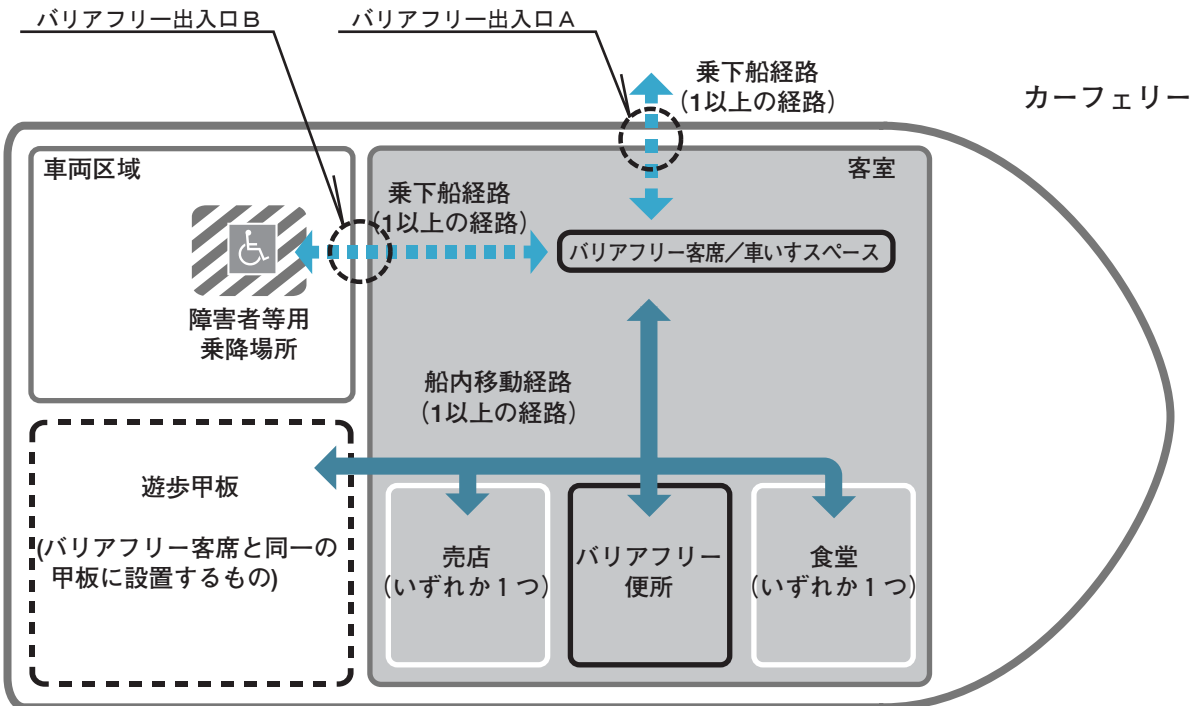 バリアフリー出入口B
バリアフリー出入口A
乗下船経路
(1以上の経路)
カーフェリー
車両区域
客室
乗下船経路
(1以上の経路)
バリアフリー客席／車いすスペース
障害者等用
乗降場所
船内移動経路
(1以上の経路)
遊歩甲板
(バリアフリー客席と同一の
甲板に設置するもの)
売店
(いずれか１つ)
バリアフリー
便所
食堂
(いずれか１つ)